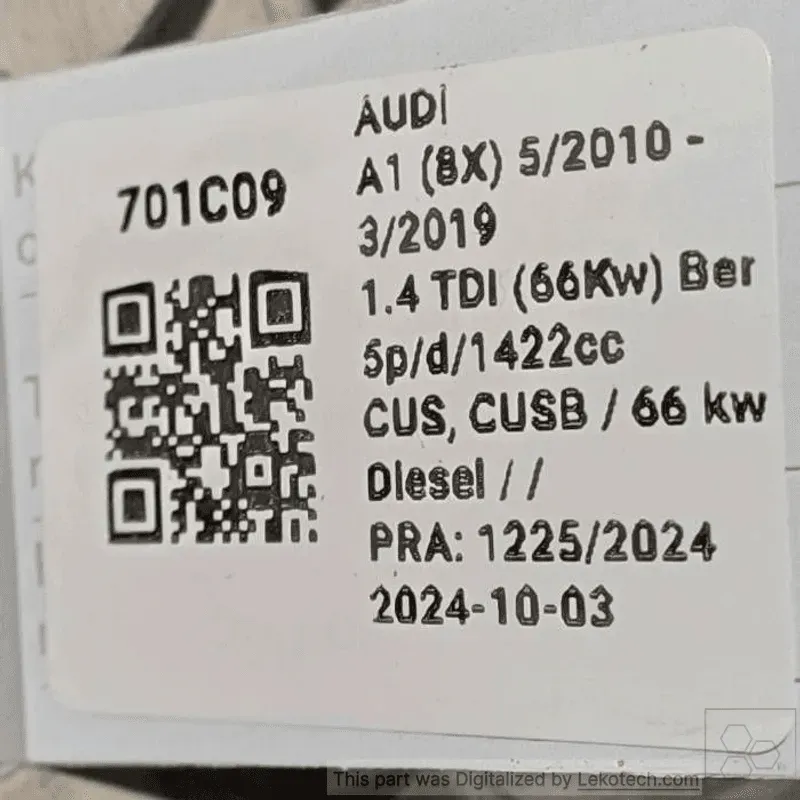 701C09
AUDI
A1 (8X) 5/2010 -
3/2019
1.4 TDI (66Kw) Ber
5p/d/1422cc
CUS, CUSB / 66 kw
Diesel / /
PRA: 1225/2024
2024-10-03
This part was Digitalized by Lekotech.com